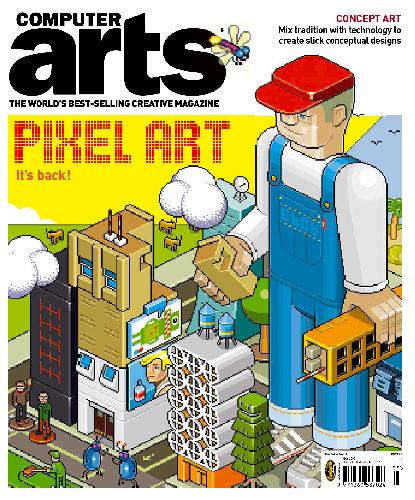 COMPUTER
arts
THE WORLD'S BEST-SELLING CREATIVE MAGAZINE
CONCEPT ART
Mix tradition with technology to
create slick conceptual designs
PIXEL ART
It's back!